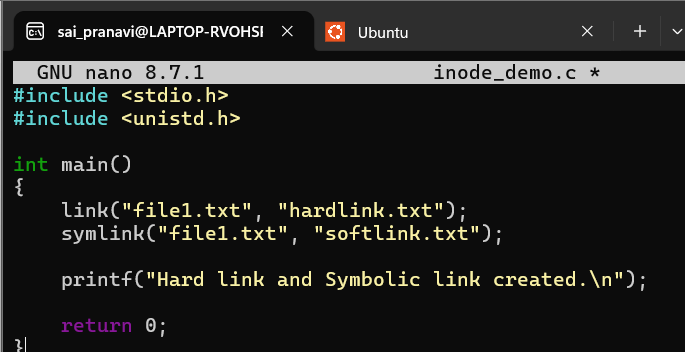 sai_pranavi@LAPTOP-RVOHSI
Ubuntu
GNU nano 8.7.1 inode_demo.c *
#include <stdio.h>
#include <unistd.h>
int main()
{
    link("file1.txt", "hardlink.txt");
    symlink("file1.txt", "softlink.txt");
    printf("Hard link and Symbolic link created.\n");
    return 0;
}